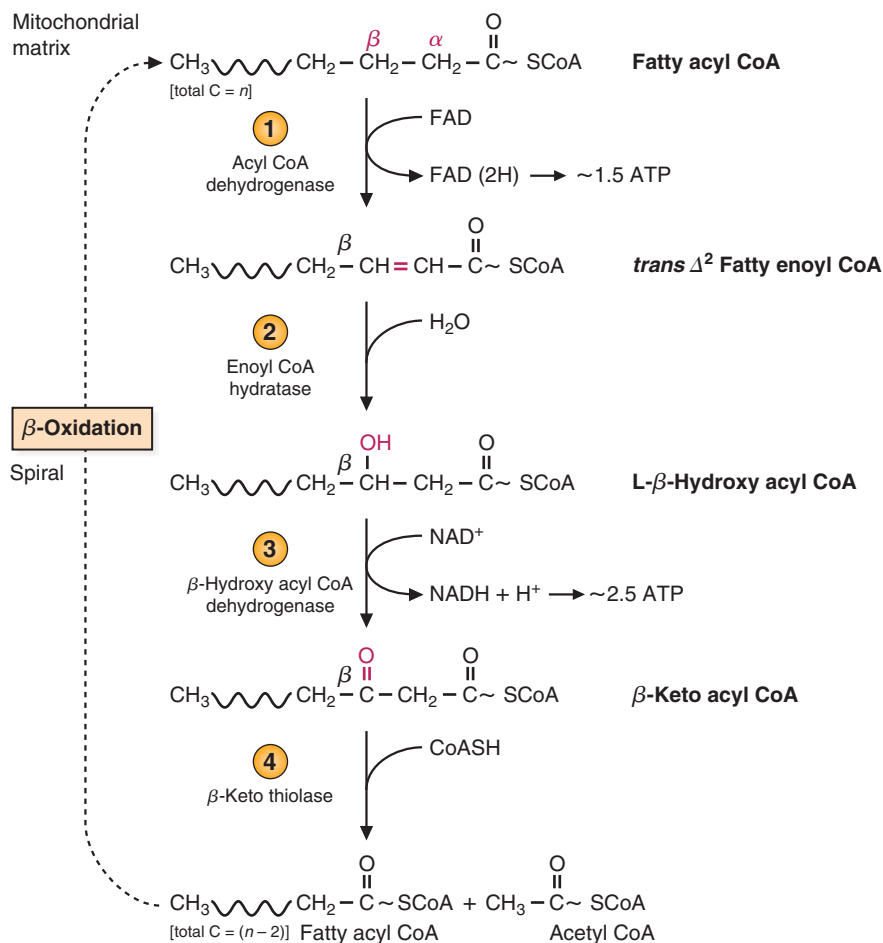 Mitochondrial
matrix
CH₃ CH₂ – CH₂ – CH₂ – C ~ SCoA
β α O
[total C = n]
Fatty acyl CoA
1
Acyl CoA
dehydrogenase
FAD
FAD (2H) → ~1.5 ATP
O
β
CH₃ CH₂ – CH = CH – C ~ SCoA
trans Δ² Fatty enoyl CoA
2
Enoyl CoA
hydratase
H₂O
β-Oxidation
Spiral
OH O
β
CH₃ CH₂ – CH – CH₂ – C ~ SCoA
L-β-Hydroxy acyl CoA
3
β-Hydroxy acyl CoA
dehydrogenase
NAD⁺
NADH + H⁺ → ~2.5 ATP
O O
β
CH₃ CH₂ – C – CH₂ – C ~ SCoA
β-Keto acyl CoA
4
β-Keto thiolase
CoASH
O O
CH₃ CH₂ – C ~ SCoA + CH₃ – C ~ SCoA
[total C = (n – 2)] Fatty acyl CoA Acetyl CoA